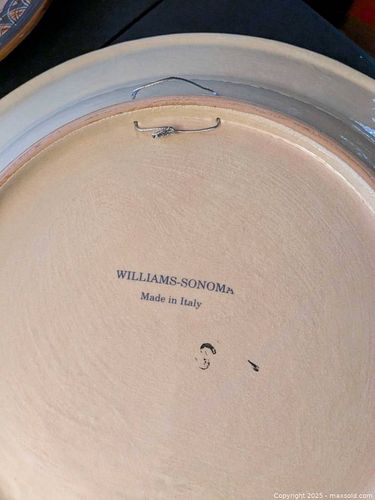 WILLIAMS-SONOMA
Made in Italy
Copyright © 2025 - maxsold.com